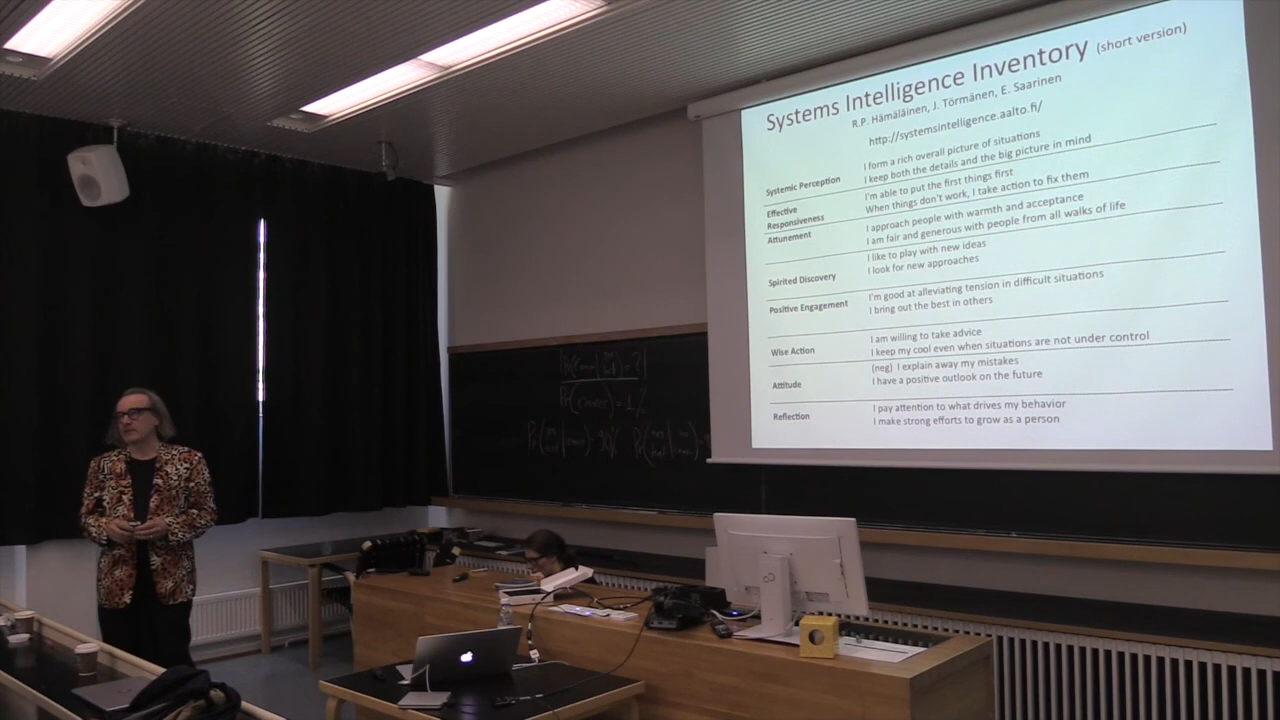 Systems Intelligence Inventory (short version)
R.P. Hämäläinen, J. Törmänen, E. Saarinen
http://systemsintelligence.aalto.fi/
Systemic Perception
I form a rich overall picture of situations
I keep both the details and the big picture in mind
Effective
Responsiveness
I'm able to put the first things first
When things don't work, I take action to fix them
Attunement
I approach people with warmth and acceptance
I am fair and generous with people from all walks of life
Spirited Discovery
I like to play with new ideas
I look for new approaches
Positive Engagement
I'm good at alleviating tension in difficult situations
I bring out the best in others
Wise Action
I am willing to take advice
I keep my cool even when situations are not under control
Attitude
(neg) I explain away my mistakes
I have a positive outlook on the future
Reflection
I pay attention to what drives my behavior
I make strong efforts to grow as a person